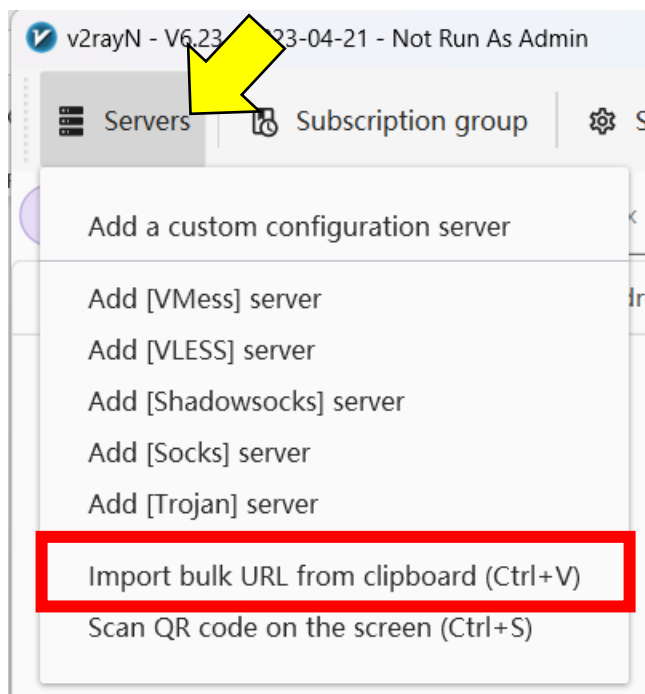 v2rayN - V6.23 23-04-21 - Not Run As Admin
Servers Subscription group S
Add a custom configuration server
Add [VMess] server
Add [VLESS] server
Add [Shadowsocks] server
Add [Socks] server
Add [Trojan] server
Import bulk URL from clipboard (Ctrl+V)
Scan QR code on the screen (Ctrl+S)